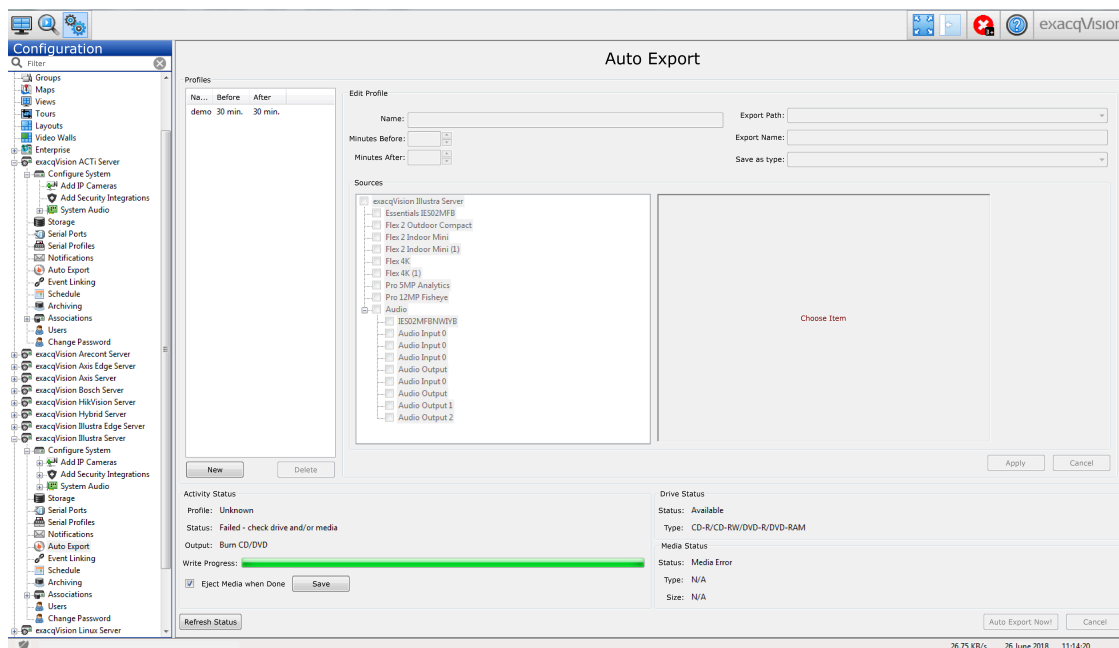 exacqVision
Configuration
Filter
Groups
Maps
Views
Tours
Layouts
Video Walls
Enterprise
exacqVision ACTi Server
Configure System
Add IP Cameras
Add Security Integrations
System Audio
Storage
Serial Ports
Serial Profiles
Notifications
Auto Export
Event Linking
Schedule
Archiving
Associations
Users
Change Password
exacqVision Arecont Server
exacqVision Axis Edge Server
exacqVision Axis Server
exacqVision Bosch Server
exacqVision HikVision Server
exacqVision Hybrid Server
exacqVision Illustra Edge Server
exacqVision Illustra Server
Configure System
Add IP Cameras
Add Security Integrations
System Audio
Storage
Serial Ports
Serial Profiles
Notifications
Auto Export
Event Linking
Schedule
Archiving
Associations
Users
Change Password
exacqVision Linux Server
Auto Export
Profiles
Na... Before After
demo 30 min. 30 min.
New Delete
Edit Profile
Name:
Minutes Before:
Minutes After:
Export Path:
Export Name:
Save as type:
Sources
exacqVision Illustra Server
Essentials IES02MFB
Flex 2 Outdoor Compact
Flex 2 Indoor Mini
Flex 2 Indoor Mini (1)
Flex 4K
Flex 4K (1)
Pro 5MP Analytics
Pro 12MP Fisheye
Audio
IES02MFBNWIYB
Audio Input 0
Audio Input 0
Audio Input 0
Audio Output
Audio Input 0
Audio Output
Audio Output 1
Audio Output 2
Choose Item
Apply Cancel
Activity Status
Profile: Unknown
Status: Failed - check drive and/or media
Output: Burn CD/DVD
Write Progress:
Eject Media when Done Save
Drive Status
Status: Available
Type: CD-R/CD-RW/DVD-R/DVD-RAM
Media Status
Status: Media Error
Type: N/A
Size: N/A
Refresh Status
Auto Export Now! Cancel
26.75 KB/s 26 June 2018 11:14:20